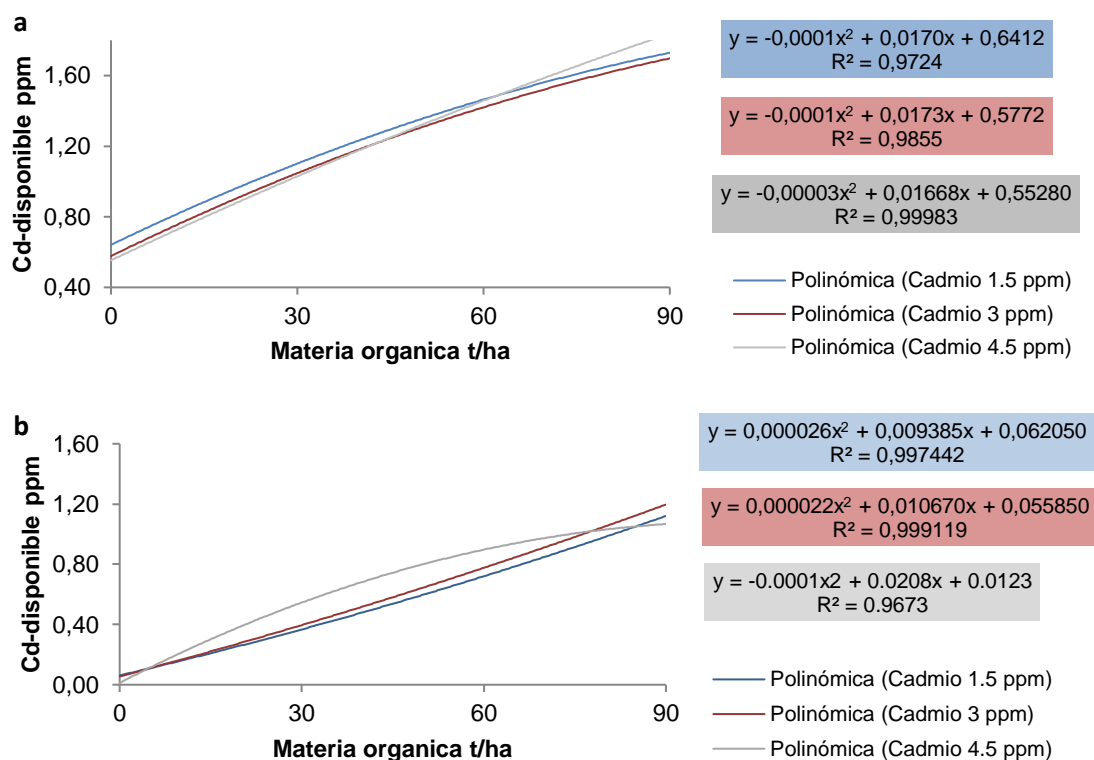 a
Cd-disponible ppm
1,60
1,20
0,80
0,40
0
30
60
90
Materia organica t/ha
y = -0,0001x² + 0,0170x + 0,6412
R² = 0,9724
y = -0,0001x² + 0,0173x + 0,5772
R² = 0,9855
y = -0,00003x² + 0,01668x + 0,55280
R² = 0,99983
Polinómica (Cadmio 1.5 ppm)
Polinómica (Cadmio 3 ppm)
Polinómica (Cadmio 4.5 ppm)
b
Cd-disponible ppm
1,60
1,20
0,80
0,40
0,00
0
30
60
90
Materia organica t/ha
y = 0,000026x² + 0,009385x + 0,062050
R² = 0,997442
y = 0,000022x² + 0,010670x + 0,055850
R² = 0,999119
y = -0.0001x2 + 0.0208x + 0.0123
R² = 0.9673
Polinómica (Cadmio 1.5 ppm)
Polinómica (Cadmio 3 ppm)
Polinómica (Cadmio 4.5 ppm)